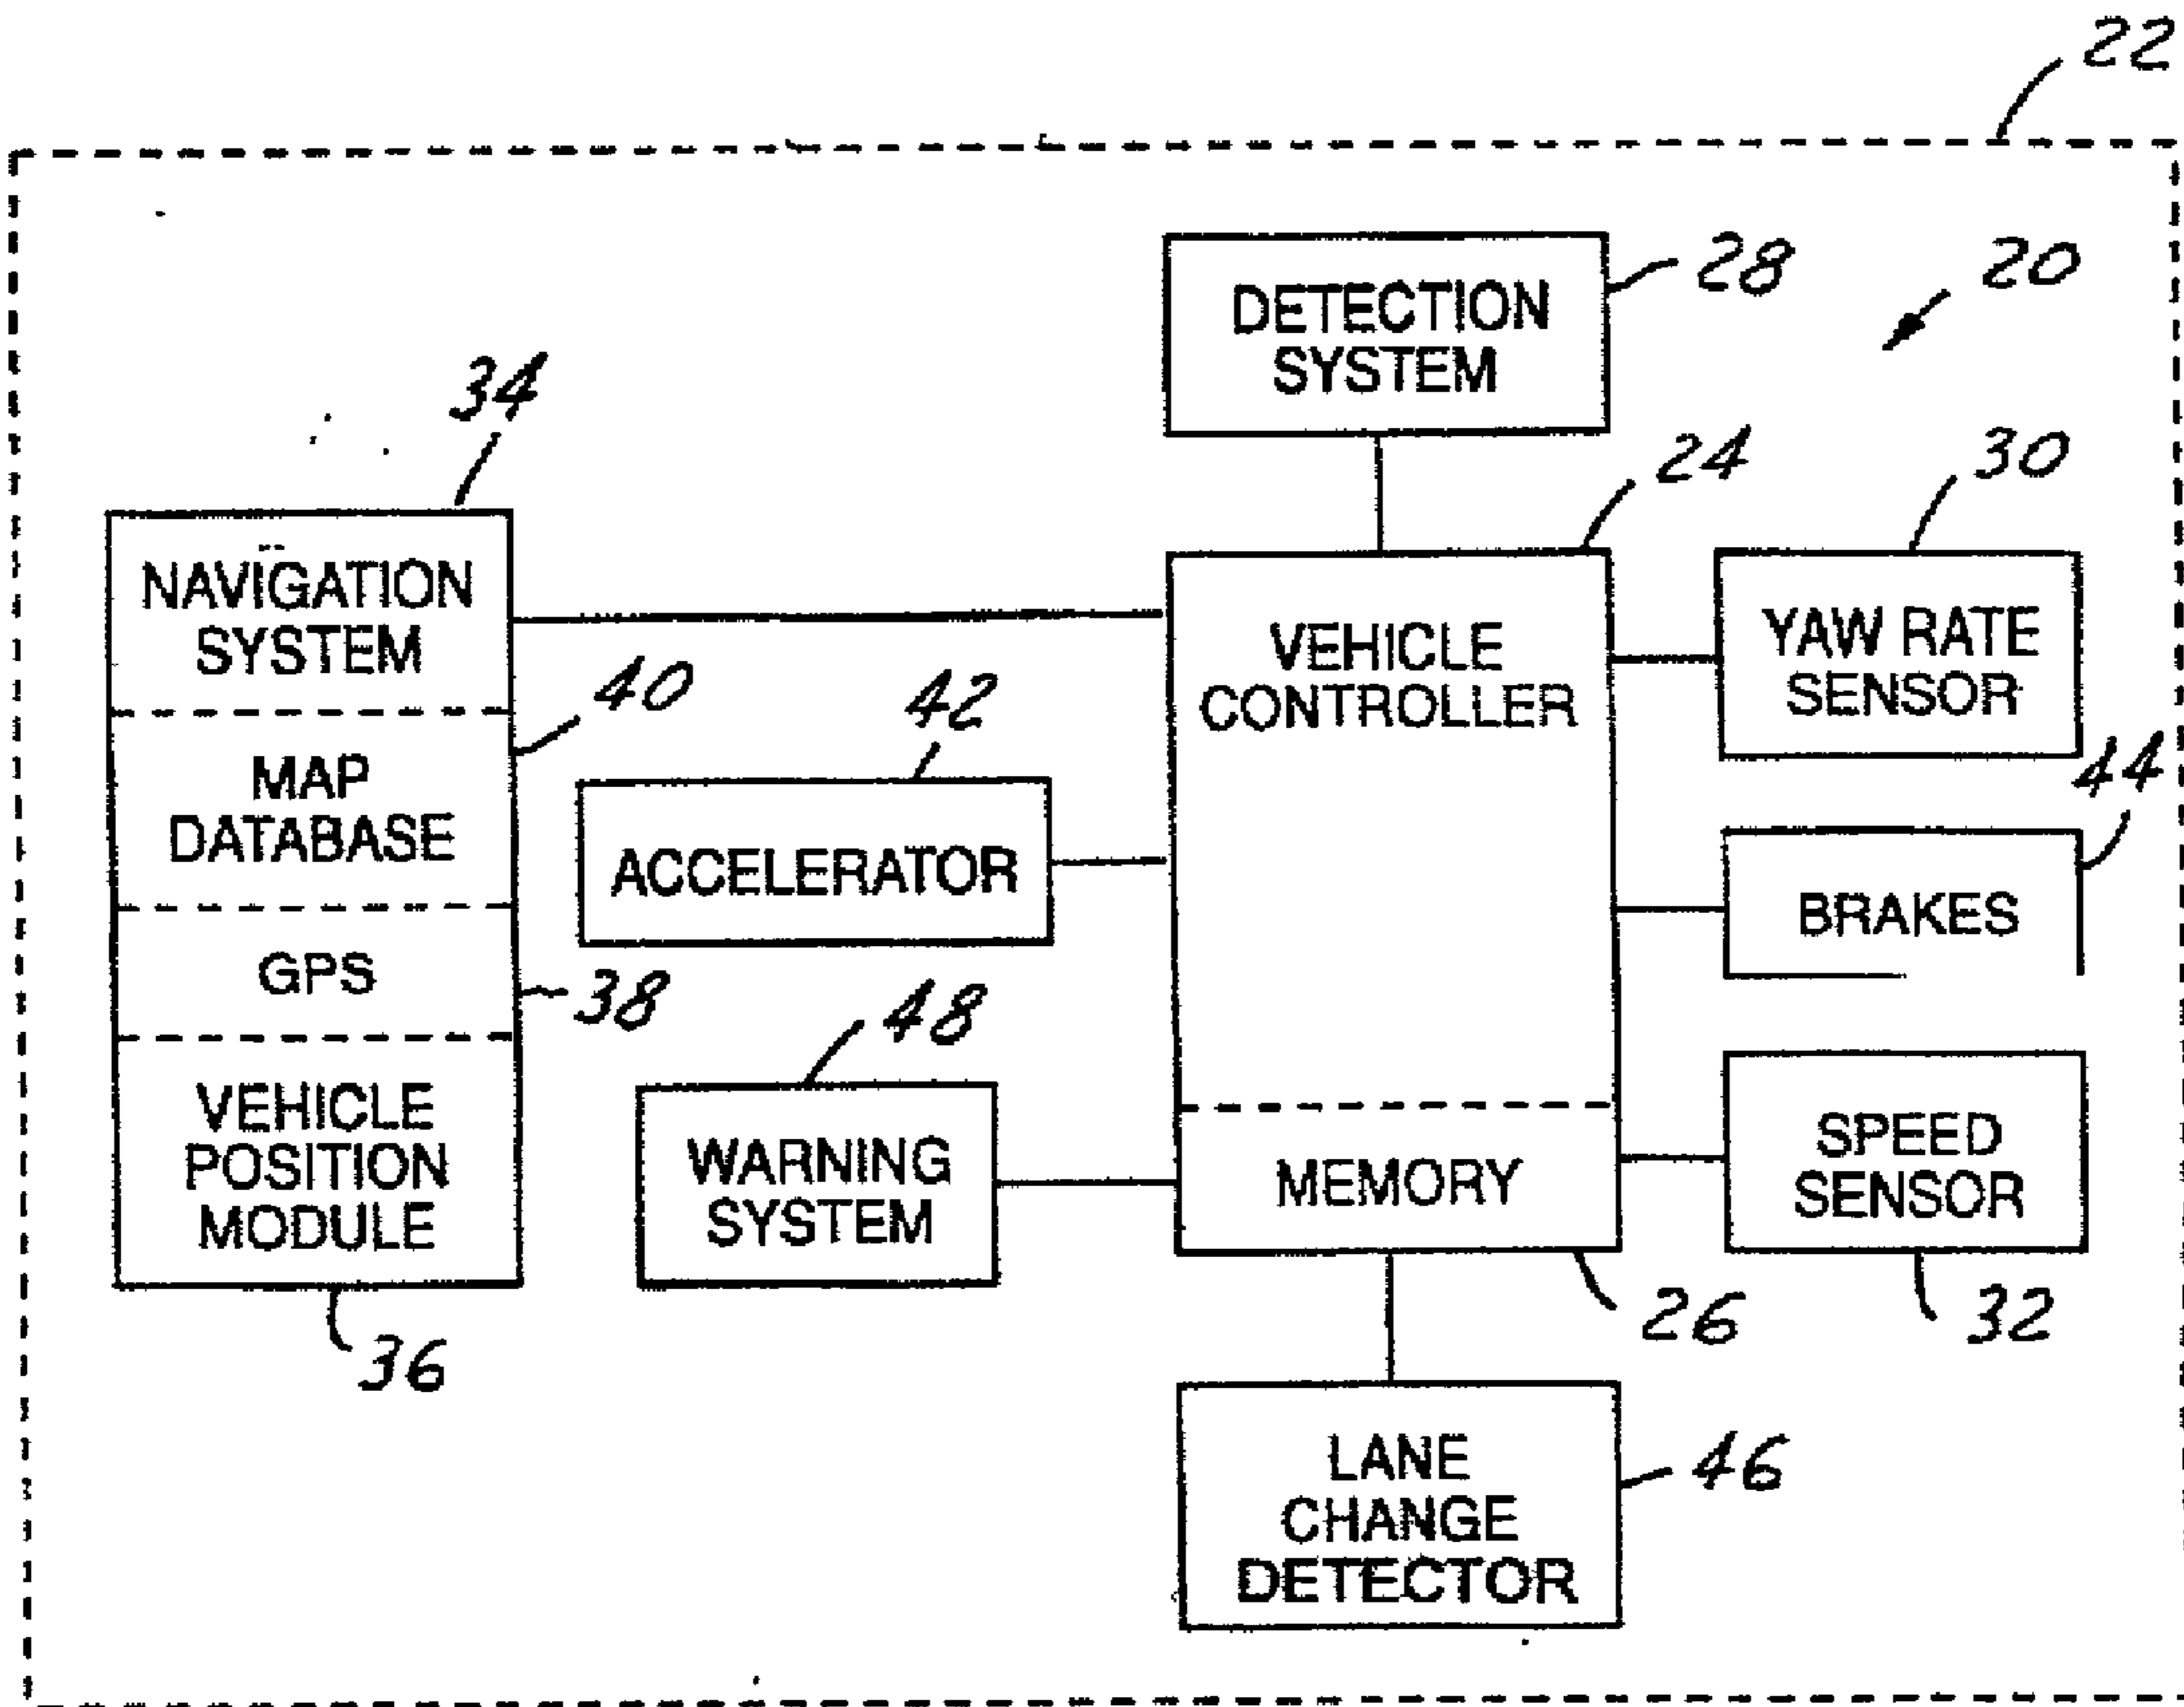 22
DETECTION
SYSTEM
28
20
34
24
30
NAVIGATION
SYSTEM
40
MAP
DATABASE
GPS
38
VEHICLE
POSITION
MODULE
36
42
ACCELERATOR
48
WARNING
SYSTEM
VEHICLE
CONTROLLER
MEMORY
26
YAW RATE
SENSOR
44
BRAKES
SPEED
SENSOR
32
LANE
CHANGE
DETECTOR
46